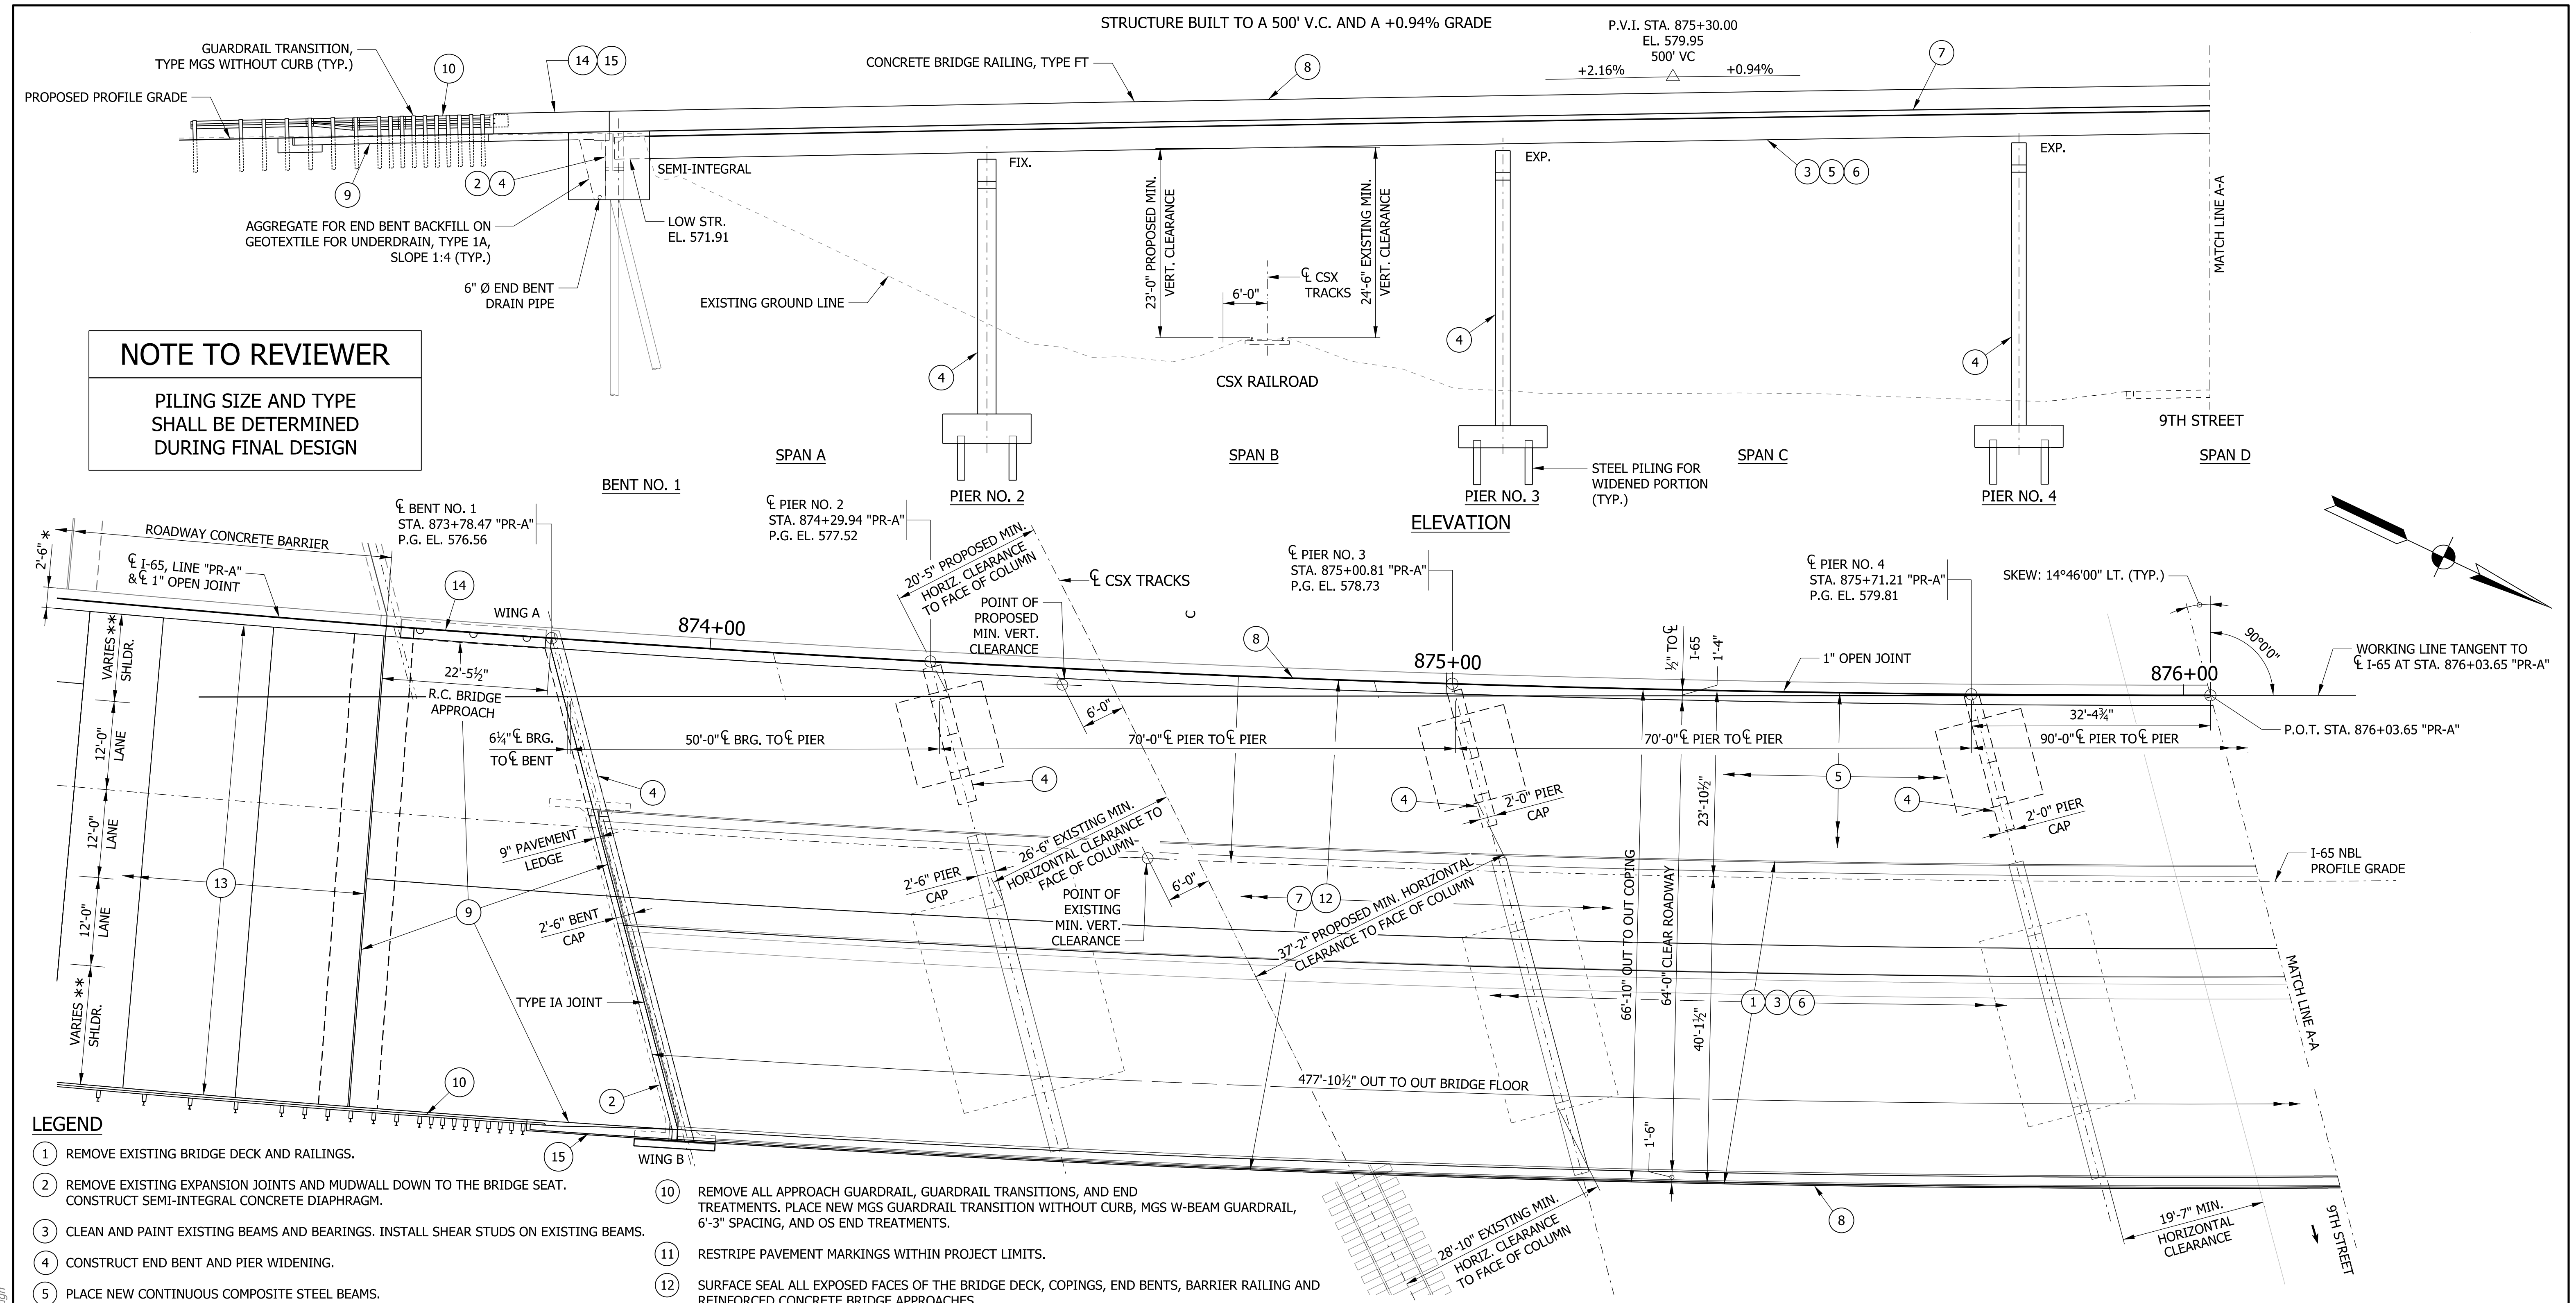 STRUCTURE BUILT TO A 500' V.C. AND A +0.94% GRADE
P.V.I. STA. 875+30.00
EL. 579.95
500' VC
+2.16%
+0.94%
GUARDRAIL TRANSITION,
TYPE MGS WITHOUT CURB (TYP.)
10
14 15
CONCRETE BRIDGE RAILING, TYPE FT
8
7
PROPOSED PROFILE GRADE
9
2 4
SEMI-INTEGRAL
FIX.
EXP.
EXP.
3 5 6
AGGREGATE FOR END BENT BACKFILL ON
GEOTEXTILE FOR UNDERDRAIN, TYPE 1A,
SLOPE 1:4 (TYP.)
LOW STR.
EL. 571.91
6" Ø END BENT
DRAIN PIPE
EXISTING GROUND LINE
23'-0" PROPOSED MIN.
VERT. CLEARANCE
6'-0"
℄ CSX
TRACKS
24'-6" EXISTING MIN.
VERT. CLEARANCE
CSX RAILROAD
4
4
4
MATCH LINE A-A
9TH STREET
NOTE TO REVIEWER
PILING SIZE AND TYPE
SHALL BE DETERMINED
DURING FINAL DESIGN
SPAN A
SPAN B
SPAN C
SPAN D
BENT NO. 1
PIER NO. 2
PIER NO. 3
PIER NO. 4
STEEL PILING FOR
WIDENED PORTION
(TYP.)
ELEVATION
℄ BENT NO. 1
STA. 873+78.47 "PR-A"
P.G. EL. 576.56
℄ PIER NO. 2
STA. 874+29.94 "PR-A"
P.G. EL. 577.52
℄ PIER NO. 3
STA. 875+00.81 "PR-A"
P.G. EL. 578.73
℄ PIER NO. 4
STA. 875+71.21 "PR-A"
P.G. EL. 579.81
SKEW: 14°46'00" LT. (TYP.)
90°0'0"
2'-6" *
ROADWAY CONCRETE BARRIER
℄ I-65, LINE "PR-A"
& ℄ 1" OPEN JOINT
14
WING A
874+00
20'-5" PROPOSED MIN.
HORIZ. CLEARANCE
TO FACE OF COLUMN
℄ CSX TRACKS
C
POINT OF
PROPOSED
MIN. VERT.
CLEARANCE
8
875+00
½" TO ℄
I-65
1'-4"
1" OPEN JOINT
876+00
WORKING LINE TANGENT TO
℄ I-65 AT STA. 876+03.65 "PR-A"
P.O.T. STA. 876+03.65 "PR-A"
VARIES **
SHLDR.
12'-0"
LANE
12'-0"
LANE
12'-0"
LANE
VARIES **
SHLDR.
22'-5½"
R.C. BRIDGE
APPROACH
6¼" ℄ BRG.
TO ℄ BENT
50'-0" ℄ BRG. TO ℄ PIER
6'-0"
70'-0" ℄ PIER TO ℄ PIER
70'-0" ℄ PIER TO ℄ PIER
32'-4¾"
90'-0" ℄ PIER TO ℄ PIER
4
4
4
5
4
2'-0" PIER
CAP
2'-0" PIER
CAP
23'-10½"
13
9" PAVEMENT
LEDGE
9
2'-6" BENT
CAP
2'-6" PIER
CAP
26'-6" EXISTING MIN.
HORIZONTAL CLEARANCE TO
FACE OF COLUMN
6'-0"
POINT OF
EXISTING
MIN. VERT.
CLEARANCE
7 12
37'-2" PROPOSED MIN. HORIZONTAL
CLEARANCE TO FACE OF COLUMN
66'-10" OUT TO OUT COPING
64'-0" CLEAR ROADWAY
40'-1½"
1 3 6
I-65 NBL
PROFILE GRADE
MATCH LINE A-A
TYPE IA JOINT
477'-10½" OUT TO OUT BRIDGE FLOOR
10
2
15
WING B
1'-6"
8
28'-10" EXISTING MIN.
HORIZ. CLEARANCE
TO FACE OF COLUMN
19'-7" MIN.
HORIZONTAL
CLEARANCE
9TH STREET
LEGEND
1 REMOVE EXISTING BRIDGE DECK AND RAILINGS.
2 REMOVE EXISTING EXPANSION JOINTS AND MUDWALL DOWN TO THE BRIDGE SEAT.
CONSTRUCT SEMI-INTEGRAL CONCRETE DIAPHRAGM.
3 CLEAN AND PAINT EXISTING BEAMS AND BEARINGS. INSTALL SHEAR STUDS ON EXISTING BEAMS.
4 CONSTRUCT END BENT AND PIER WIDENING.
5 PLACE NEW CONTINUOUS COMPOSITE STEEL BEAMS.
10 REMOVE ALL APPROACH GUARDRAIL, GUARDRAIL TRANSITIONS, AND END
TREATMENTS. PLACE NEW MGS GUARDRAIL TRANSITION WITHOUT CURB, MGS W-BEAM GUARDRAIL,
6'-3" SPACING, AND OS END TREATMENTS.
11 RESTRIPE PAVEMENT MARKINGS WITHIN PROJECT LIMITS.
12 SURFACE SEAL ALL EXPOSED FACES OF THE BRIDGE DECK, COPINGS, END BENTS, BARRIER RAILING AND
REINFORCED CONCRETE BRIDGE APPROACHES